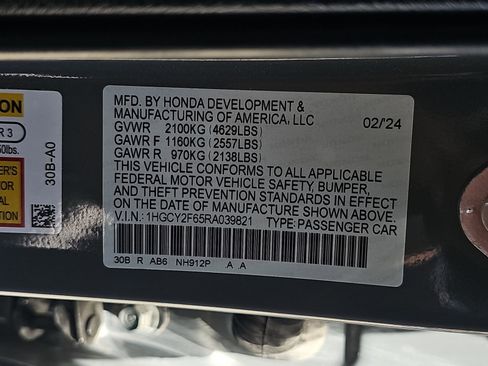 MFD. BY HONDA DEVELOPMENT &
MANUFACTURING OF AMERICA, LLC 02/'24
GVWR 2100KG (4629LBS)
GAWR F 1160KG (2557LBS)
GAWR R 970KG (2138LBS)
THIS VEHICLE CONFORMS TO ALL APPLICABLE
FEDERAL MOTOR VEHICLE SAFETY, BUMPER,
AND THEFT PREVENTION STANDARDS IN EFFECT
ON THE DATE OF MANUFACTURE SHOWN ABOVE.
V.I.N.: 1HGCY2F65RA039821 TYPE: PASSENGER CAR
30B R AB6 NH912P A A
30B-A0
R 3